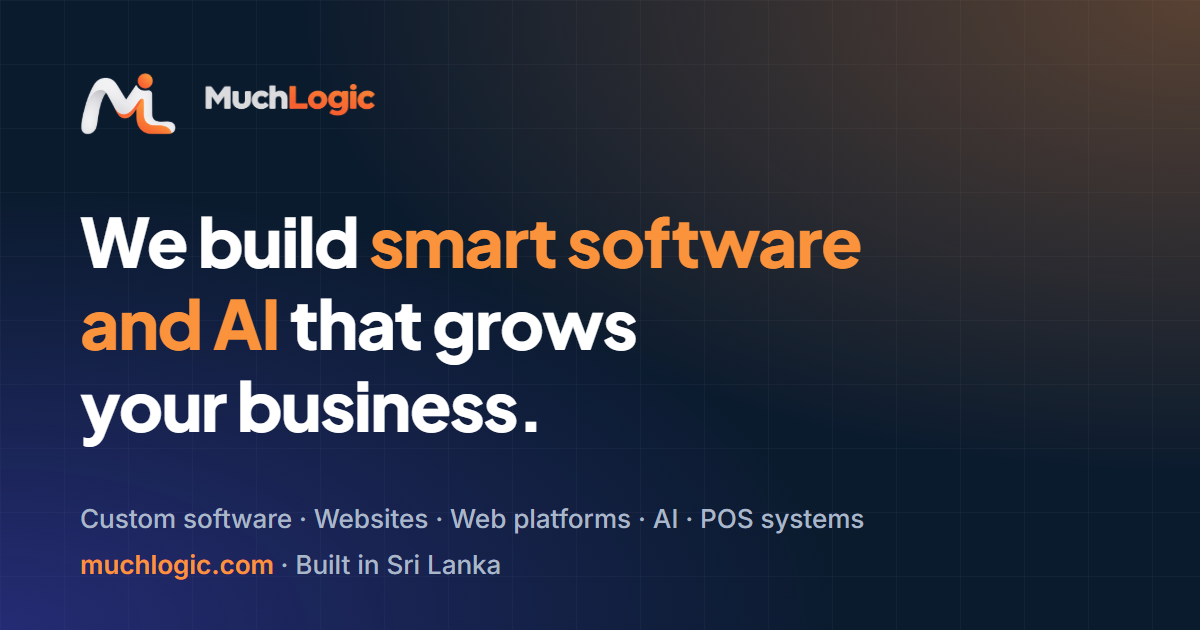 MuchLogic
We build smart software
and AI that grows
your business.
Custom software · Websites · Web platforms · AI · POS systems
muchlogic.com · Built in Sri Lanka